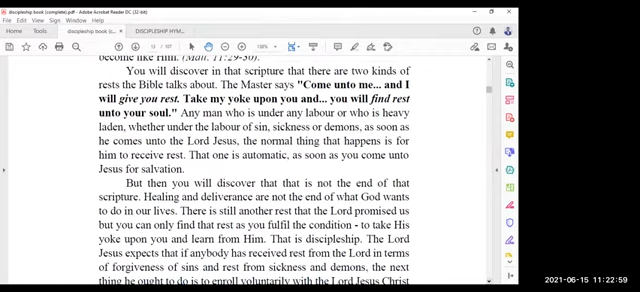 discipleship book (complete).pdf - Adobe Acrobat Reader DC (32-bit)
File Edit View Sign Window Help
Home Tools discipleship book (c... × DISCIPLESHIP HYM...
13 / 107 138%
become like Him. (Matt. 11:29-30).
You will discover in that scripture that there are two kinds of
rests the Bible talks about. The Master says "Come unto me... and I
will give you rest. Take my yoke upon you and... you will find rest
unto your soul." Any man who is under any labour or who is heavy
laden, whether under the labour of sin, sickness or demons, as soon as
he comes unto the Lord Jesus, the normal thing that happens is for
him to receive rest. That one is automatic, as soon as you come unto
Jesus for salvation.
But then you will discover that that is not the end of that
scripture. Healing and deliverance are not the end of what God wants
to do in our lives. There is still another rest that the Lord promised us
but you can only find that rest as you fulfil the condition - to take His
yoke upon you and learn from Him. That is discipleship. The Lord
Jesus expects that if anybody has received rest from the Lord in terms
of forgiveness of sins and rest from sickness and demons, the next
thing he ought to do is to enroll voluntarily with the Lord Jesus Christ
2021-06-15 11:22:59